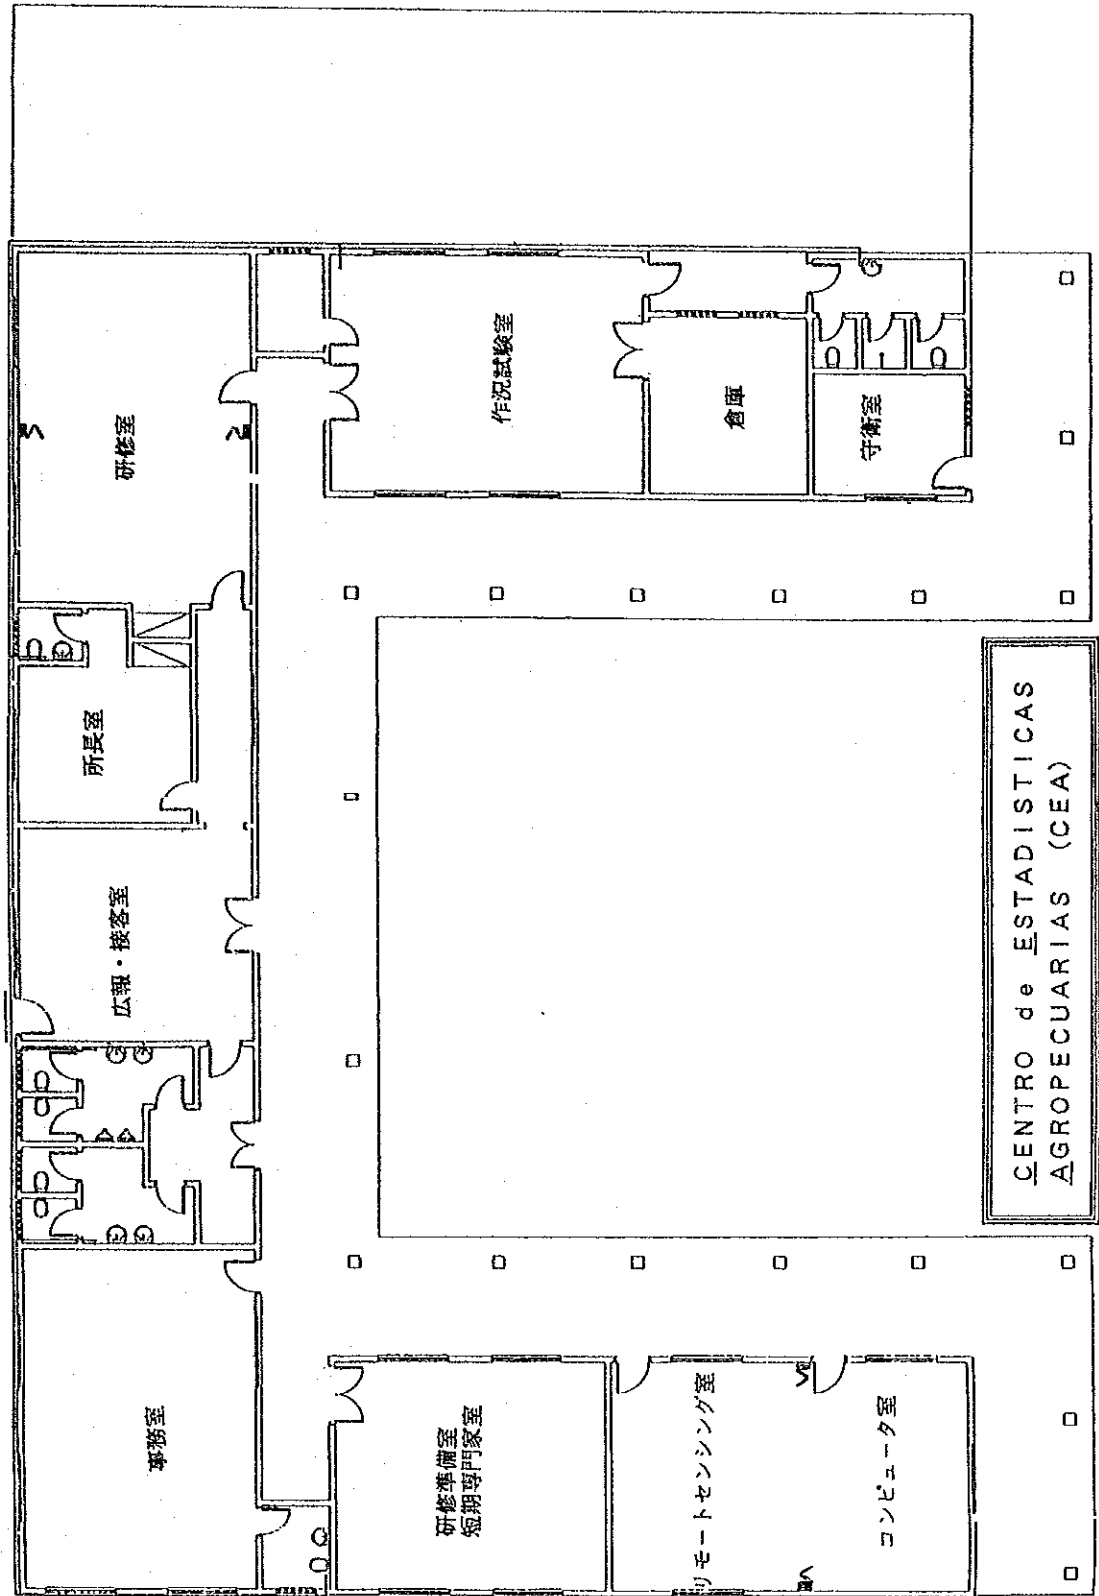 事務室
広報・接客室
所長室
研修室
研修準備室
短期専門家室
リモートセンシング室
コンピュータ室
作況試験室
倉庫
守衛室
CENTRO de ESTADISTICAS
AGROPECUARIAS (CEA)